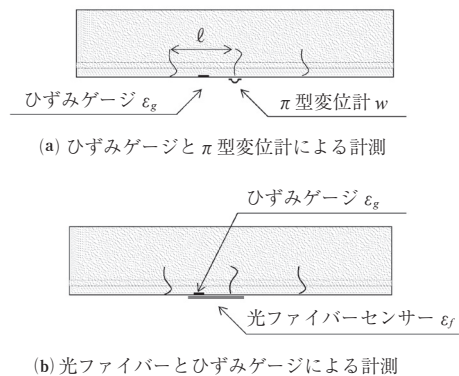 ℓ
ひずみゲージ εg
π型変位計 w
(a) ひずみゲージとπ型変位計による計測
ひずみゲージ εg
光ファイバーセンサー εf
(b) 光ファイバーとひずみゲージによる計測